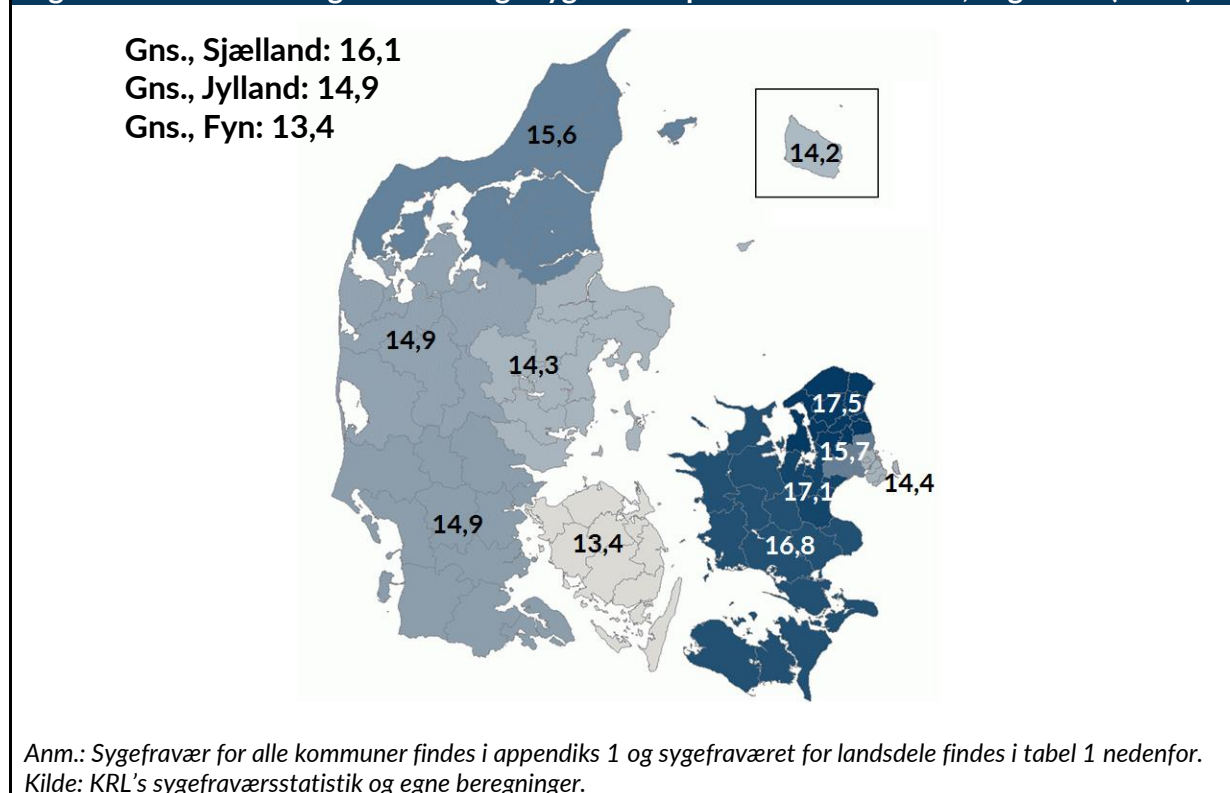 Gns., Sjælland: 16,1
Gns., Jylland: 14,9
Gns., Fyn: 13,4
15,6
14,2
14,9
14,3
17,5
15,7
14,4
17,1
14,9
13,4
16,8
Anm.: Sygefravær for alle kommuner findes i appendiks 1 og sygefraværet for landsdele findes i tabel 1 nedenfor.
Kilde: KRL's sygefraværsstatistik og egne beregninger.